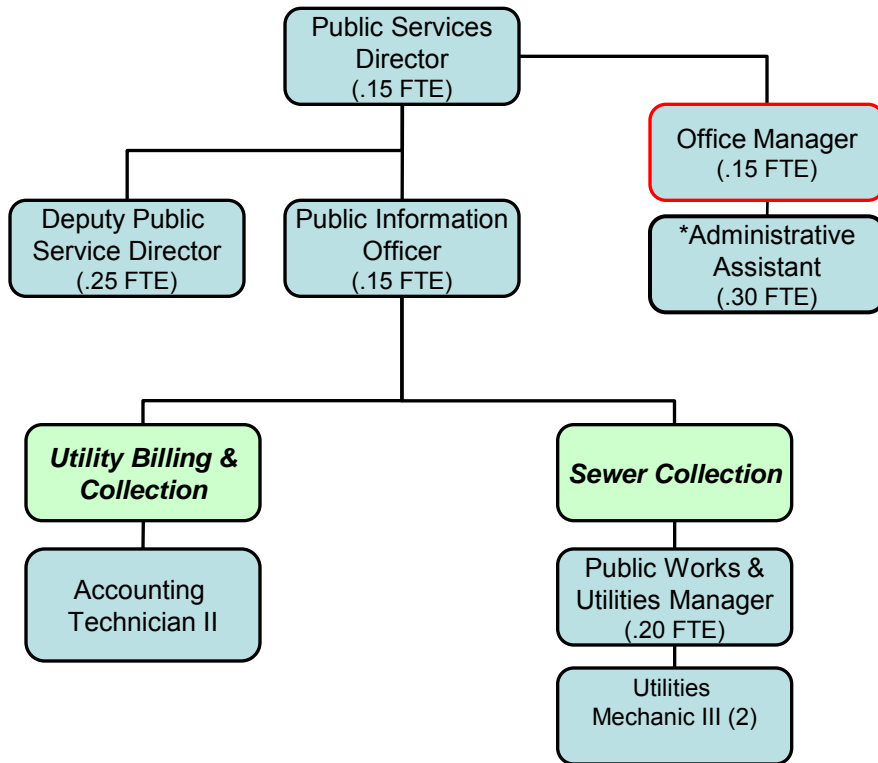 Public Services
Director
(.15 FTE)
Office Manager
(.15 FTE)
Deputy Public
Service Director
(.25 FTE)
Public Information
Officer
(.15 FTE)
*Administrative
Assistant
(.30 FTE)
Utility Billing &
Collection
Sewer Collection
Accounting
Technician II
Public Works &
Utilities Manager
(.20 FTE)
Utilities
Mechanic III (2)